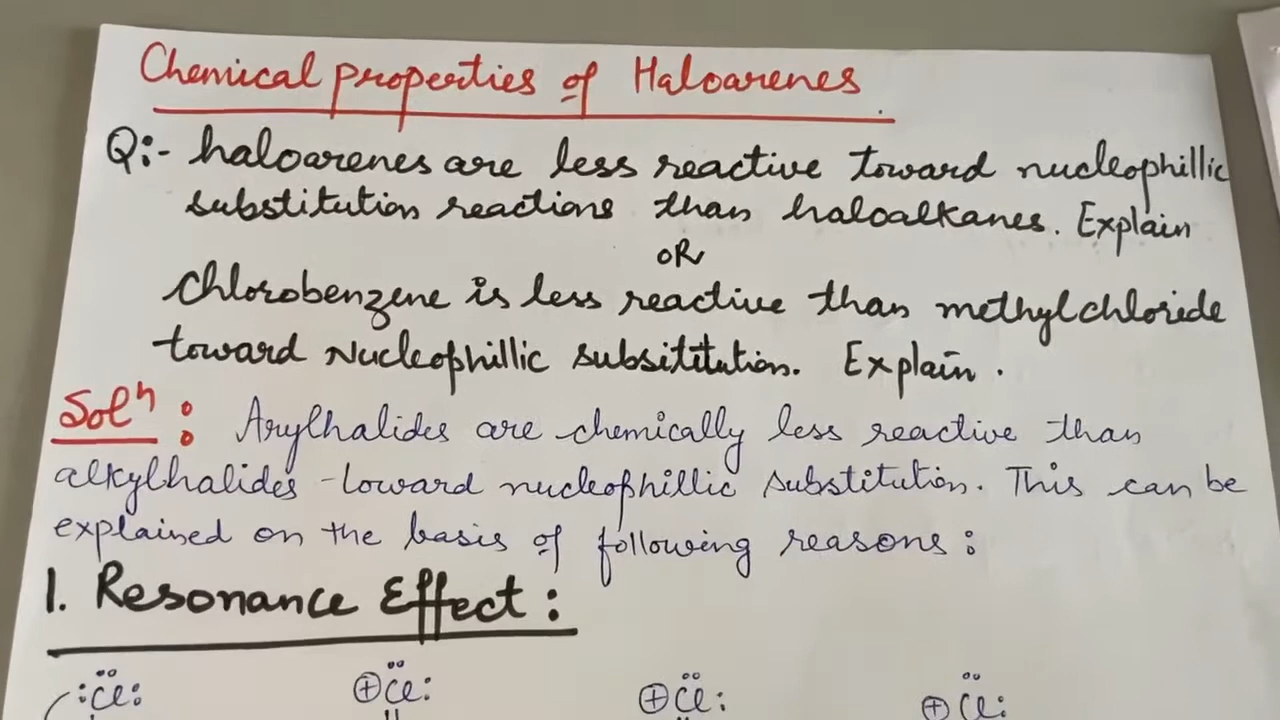 Chemical properties of Haloarenes
Q:- haloarenes are less reactive toward nucleophillic
substitution reactions than haloalkanes. Explain
OR
Chlorobenzene is less reactive than methylchloride
toward Nucleophillic subsititution. Explain.
Solⁿ : Arylhalides are chemically less reactive than
alkylhalides toward nucleophillic substitution. This can be
explained on the basis of following reasons:
1. Resonance Effect:
:C̈l: ⊕C̈l: ⊕C̈l: ⊕C̈l: